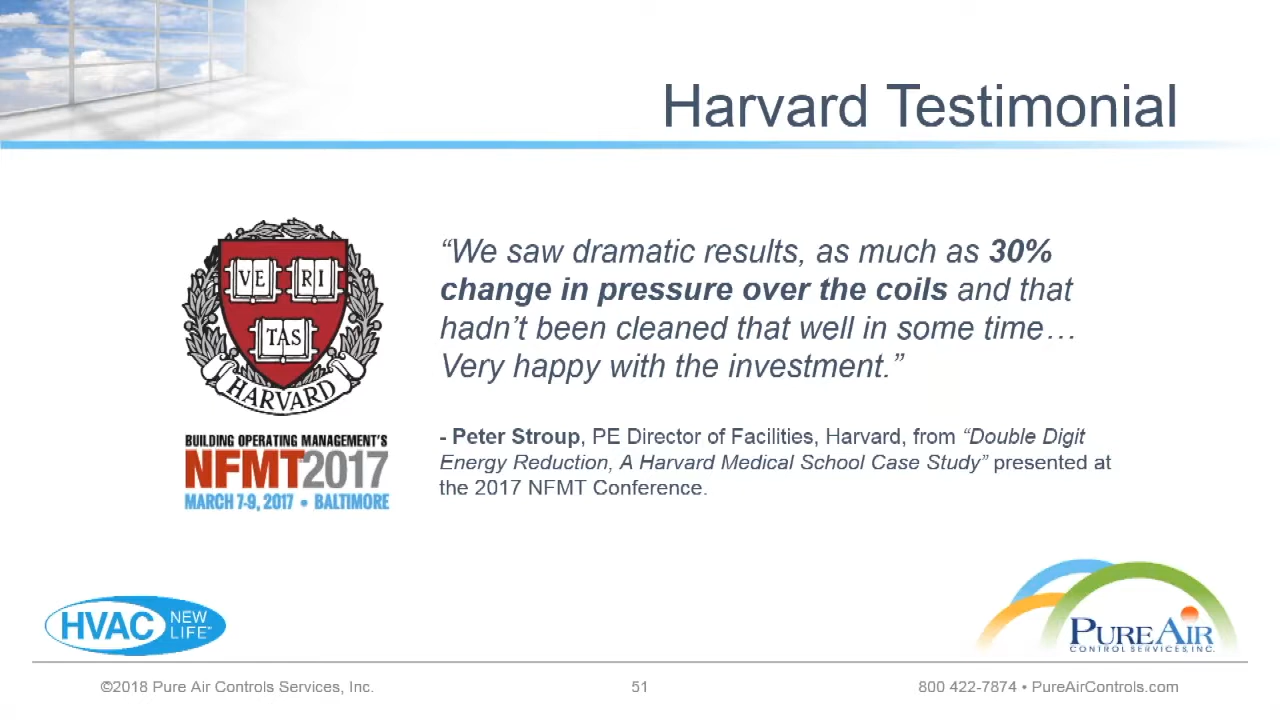 Harvard Testimonial
VE RI
TAS
HARVARD
“We saw dramatic results, as much as 30%
change in pressure over the coils and that
hadn’t been cleaned that well in some time…
Very happy with the investment.”
BUILDING OPERATING MANAGEMENT'S
NFMT2017
MARCH 7-9, 2017 • BALTIMORE
- Peter Stroup, PE Director of Facilities, Harvard, from “Double Digit
Energy Reduction, A Harvard Medical School Case Study” presented at
the 2017 NFMT Conference.
HVAC NEW
LIFE™
PURE AIR
CONTROL SERVICES, INC.
©2018 Pure Air Controls Services, Inc.
51
800 422-7874 • PureAirControls.com